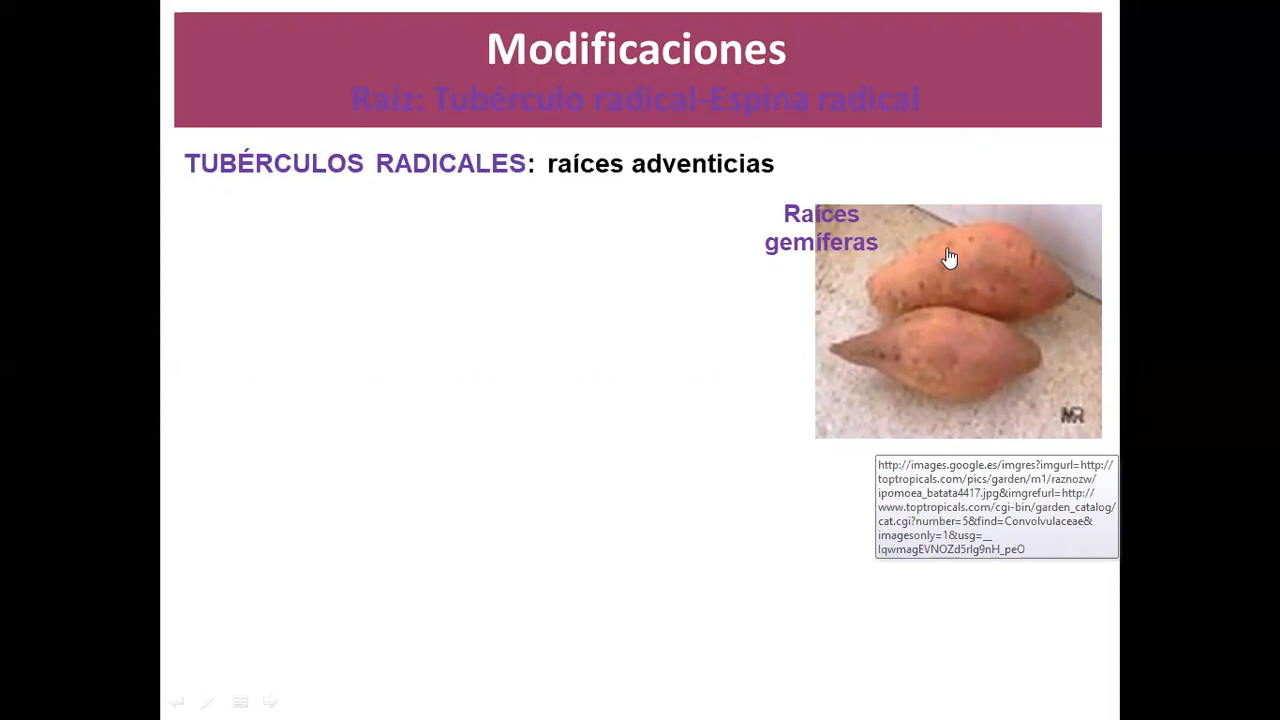 Modificaciones
Raíz: Tubérculo radical-Espina radical
TUBÉRCULOS RADICALES: raíces adventicias
Raíces
gemíferas
MR
http://images.google.es/imgres?imgurl=http://
toptropicals.com/pics/garden/m1/raznozw/
ipomoea_batata4417.jpg&imgrefurl=http://
www.toptropicals.com/cgi-bin/garden_catalog/
cat.cgi?number=5&find=Convolvulaceae&
imagesonly=1&usg=__
IqwmagEVNOZd5rIg9nH_peO